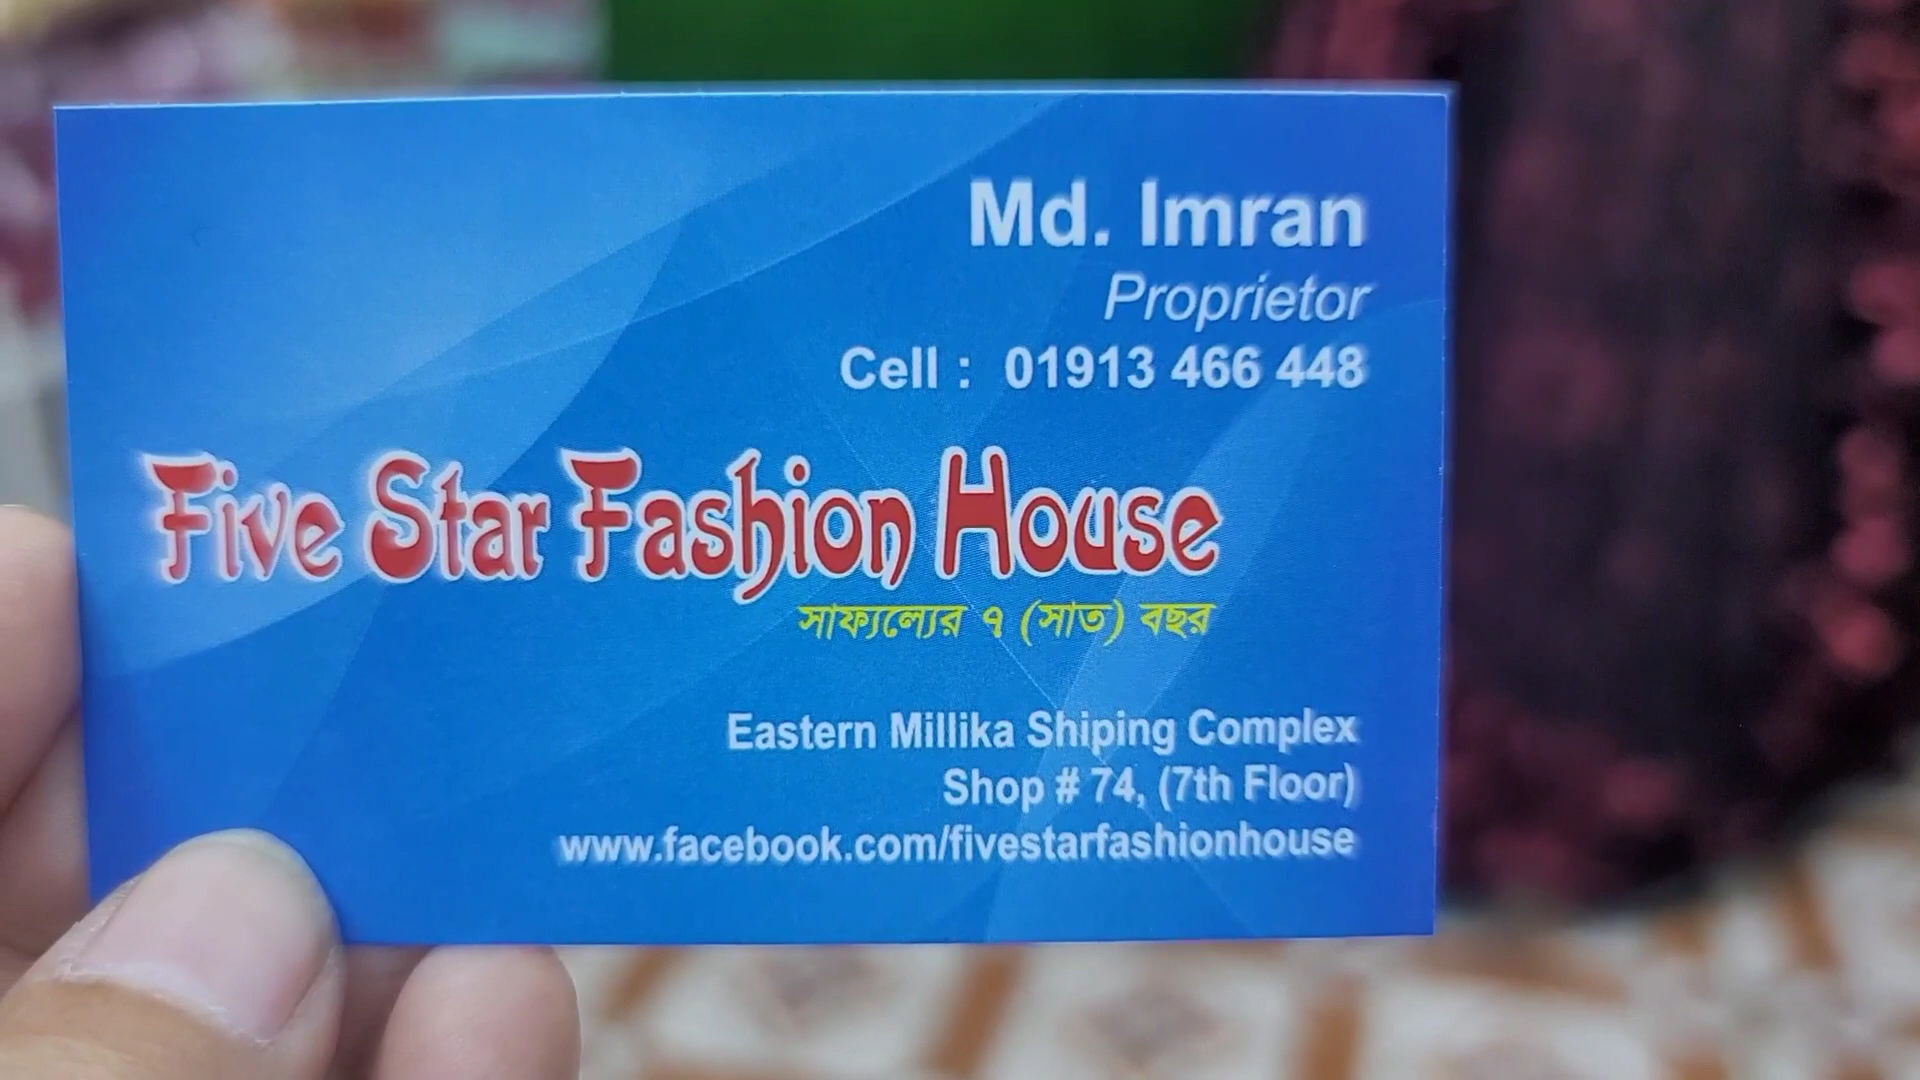 Md. Imran
Proprietor
Cell : 01913 466 448
Five Star Fashion House
সাফ্যল্যের ৭ (সাত) বছর
Eastern Millika Shiping Complex
Shop # 74, (7th Floor)
www.facebook.com/fivestarfashionhouse